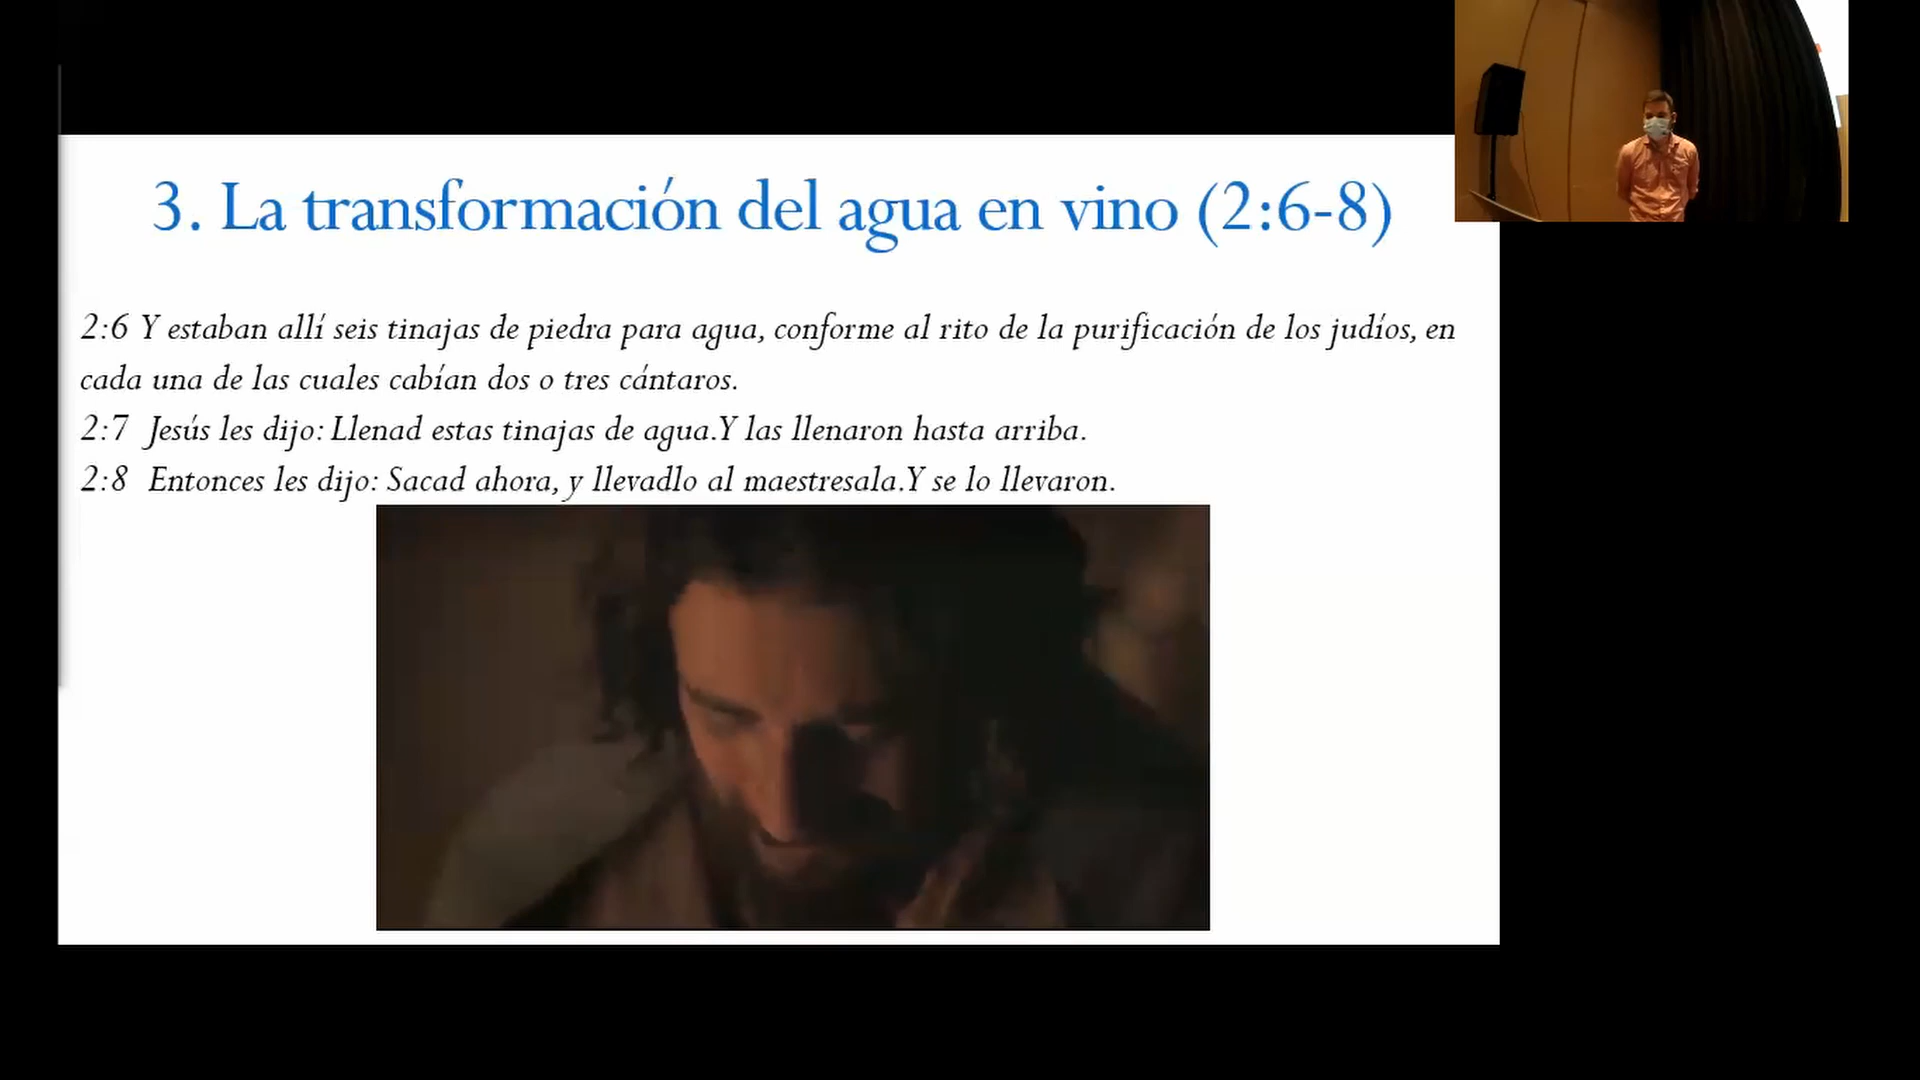 3. La transformación del agua en vino (2:6-8)
2:6 Y estaban allí seis tinajas de piedra para agua, conforme al rito de la purificación de los judíos, en
cada una de las cuales cabían dos o tres cántaros.
2:7 Jesús les dijo: Llenad estas tinajas de agua.Y las llenaron hasta arriba.
2:8 Entonces les dijo: Sacad ahora, y llevadlo al maestresala.Y se lo llevaron.